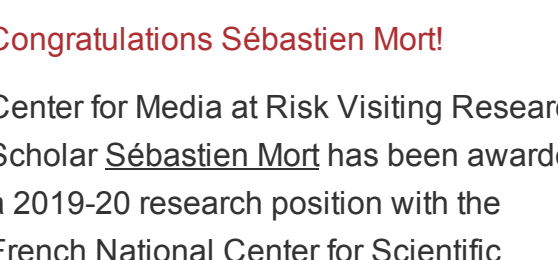 Congratulations Sébastien Mort!
Center for Media at Risk Visiting Resear
Scholar Sébastien Mort has been awarde
a 2019-20 research position with the
French National Center for Scientific